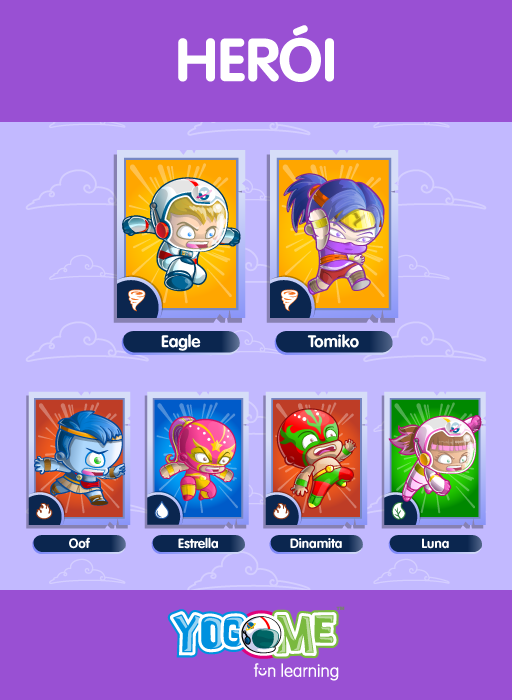 HERÓI
Eagle
Tomiko
Oof
Estrella
Dinamita
Luna
YOGOME
fun learning